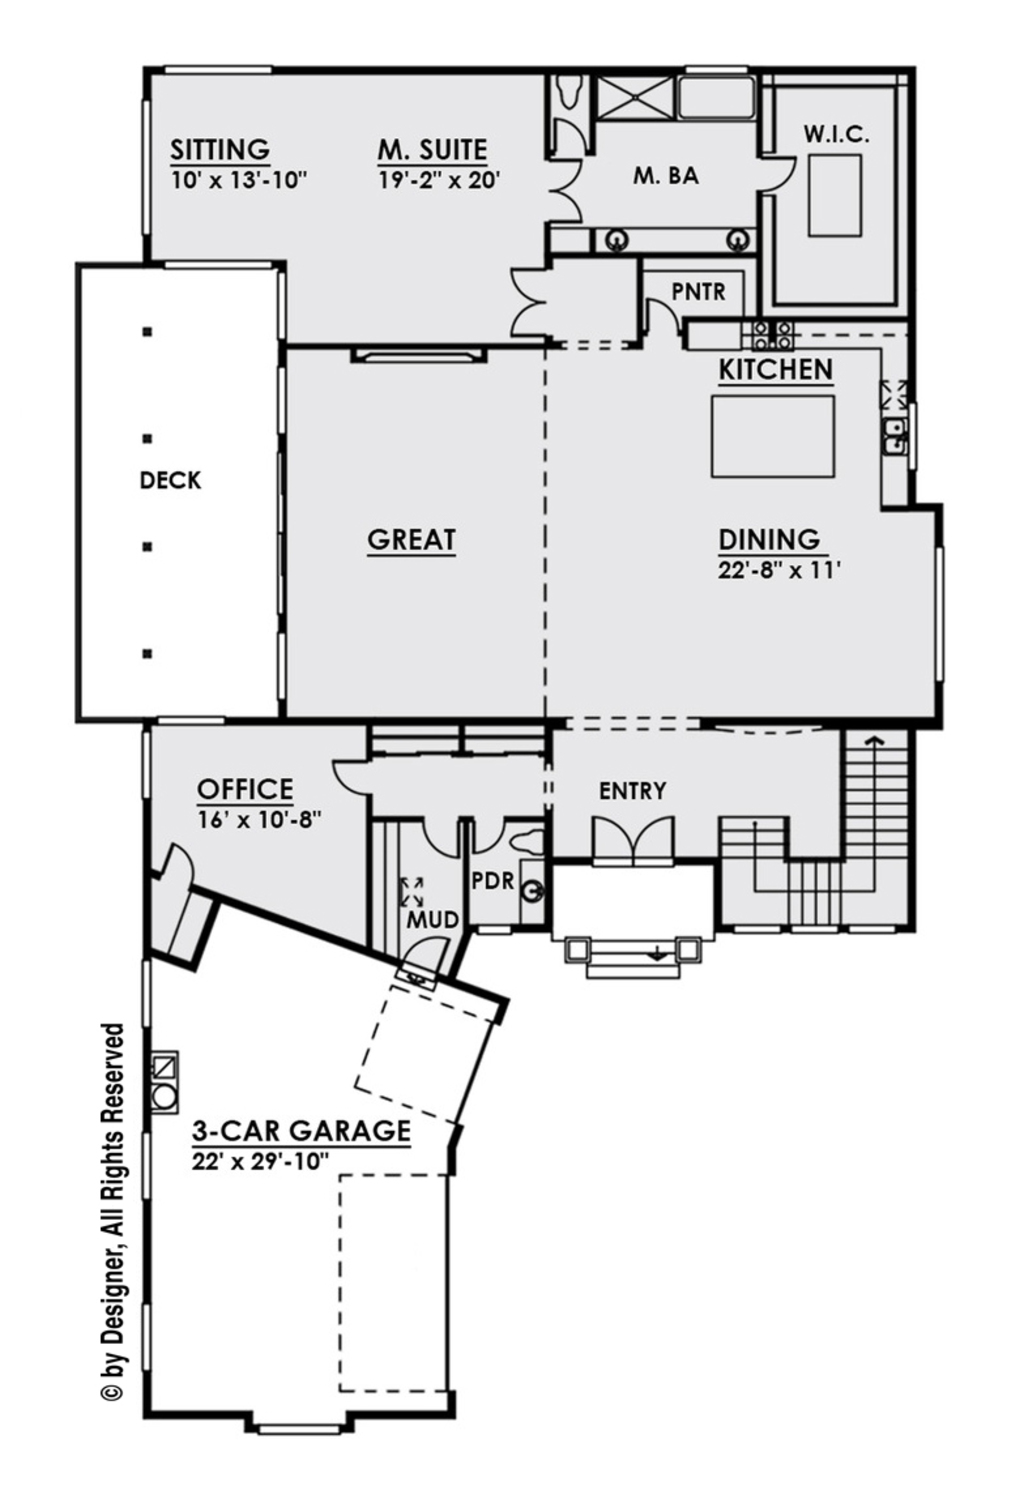 SITTING
10' x 13'-10"
M. SUITE
19'-2" x 20'
M. BA
W.I.C.
PNTR
KITCHEN
DECK
GREAT
DINING
22'-8" x 11'
OFFICE
16’ x 10'-8"
ENTRY
PDR
MUD
3-CAR GARAGE
22' x 29'-10"
© by Designer, All Rights Reserved